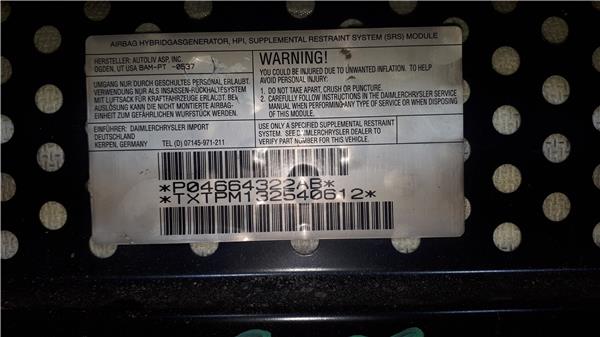 AIRBAG HYBRIDGASGENERATOR, HPI, SUPPLEMENTAL RESTRAINT SYSTEM (SRS) MODULE
HERSTELLER: AUTOLIV ASP, INC.
OGDEN, UT USA BAM-PT -0537
UMGANG NUR DURCH GESCHULTES PERSONAL ERLAUBT.
VERWENDUNG NUR ALS INSASSEN-RÜCKHALTESYSTEM
MIT LUFTSACK FÜR KRAFTFAHRZEUGE ERLAUBT. DAS
AUSLÖSUNG KANN DIE NICHT MONTIERTE AIRBAG-
EINHEIT ZUM GEFÄHRLICHEN WURFSTÜCK WERDEN.
EINFÜHRER: DAIMLERCHRYSLER IMPORT
DEUTSCHLAND
KERPEN, GERMANY TEL (D) 07145-971-211
WARNING!
YOU COULD BE INJURED DUE TO UNWANTED INFLATION. TO HELP
AVOID PERSONAL INJURY:
1. DO NOT TAKE APART, CRUSH OR PUNCTURE.
2. CAREFULLY FOLLOW INSTRUCTIONS IN THE DAIMLERCHRYSLER SERVICE
MANUAL WHEN PERFORMING ANY TYPE OF SERVICE OR WHEN DISPOSING
OF THIS MODULE.
USE ONLY A SPECIFIED SUPPLEMENTAL RESTRAINT
SYSTEM. SEE DAIMLERCHRYSLER DEALER TO
VERIFY PART NUMBER FOR THIS VEHICLE.
*P04664322AB*
*TXTPM132540612*